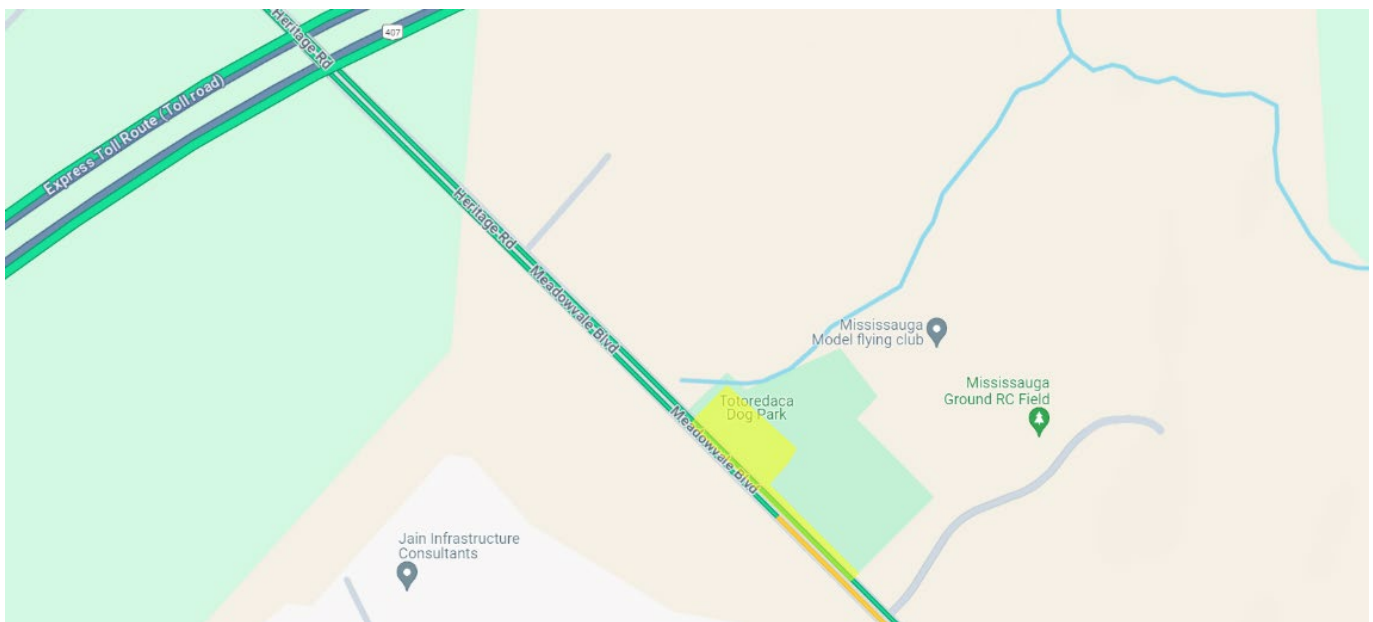 Heritage Rd
407
Express Toll Route (Toll road)
Heritage Rd
Meadowvale Blvd
Mississauga
Model flying club
Mississauga
Ground RC Field
Totoredaca
Dog Park
Meadowvale Blvd
Jain Infrastructure
Consultants